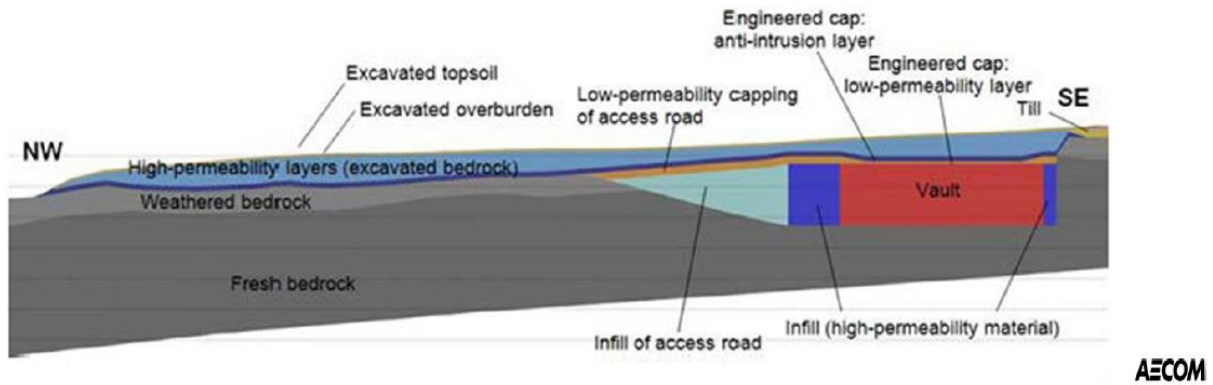 Engineered cap:
anti-intrusion layer
Engineered cap:
low-permeability layer
Excavated topsoil
Low-permeability capping
of access road
Till
SE
Excavated overburden
NW
High-permeability layers (excavated bedrock)
Weathered bedrock
Vault
Fresh bedrock
Infill of access road
Infill (high-permeability material)
AECOM